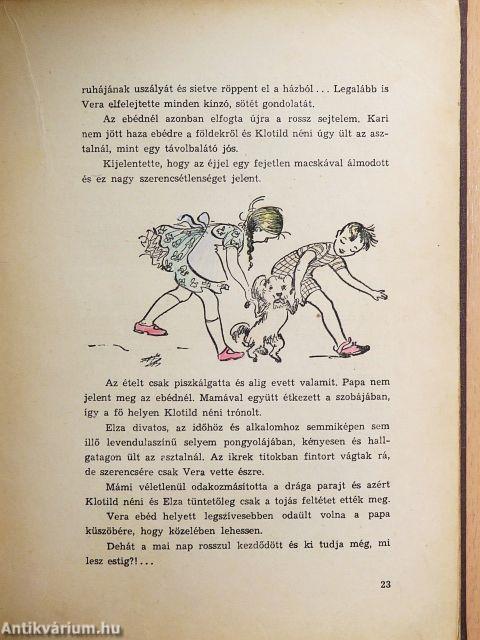 ruhájának uszályát és sietve röppent el a házból... Legalább is
Vera elfelejtette minden kínzó, sötét gondolatát.
Az ebédnél azonban elfogta újra a rossz sejtelem. Kari
nem jött haza ebédre a földekről és Klotild néni úgy ült az asz-
talnál, mint egy távolbalátó jós.
Kijelentette, hogy az éjjel egy fejetlen macskával álmodott
és ez nagy szerencsétlenséget jelent.
Az ételt csak piszkálgatta és alig evett valamit. Papa nem
jelent meg az ebédnél. Mamával együtt étkezett a szobájában,
így a fő helyen Klotild néni trónolt.
Elza divatos, az időhöz és alkalomhoz semmiképen sem
illő levendulaszínű selyem pongyolájában, kényesen és hall-
gatagon ült az asztalnál. Az ikrek titokban fintort vágtak rá,
de szerencsére csak Vera vette észre.
Mámi véletlenül odakozmásította a drága parajt és azért
Klotild néni és Elza tüntetőleg csak a tojás feltétet ették meg.
Vera ebéd helyett legszívesebben odaült volna a papa
küszöbére, hogy közelében lehessen.
Dehát a mai nap rosszul kezdődött és ki tudja még, mi
lesz estig?!...
23
Antikvárium.hu